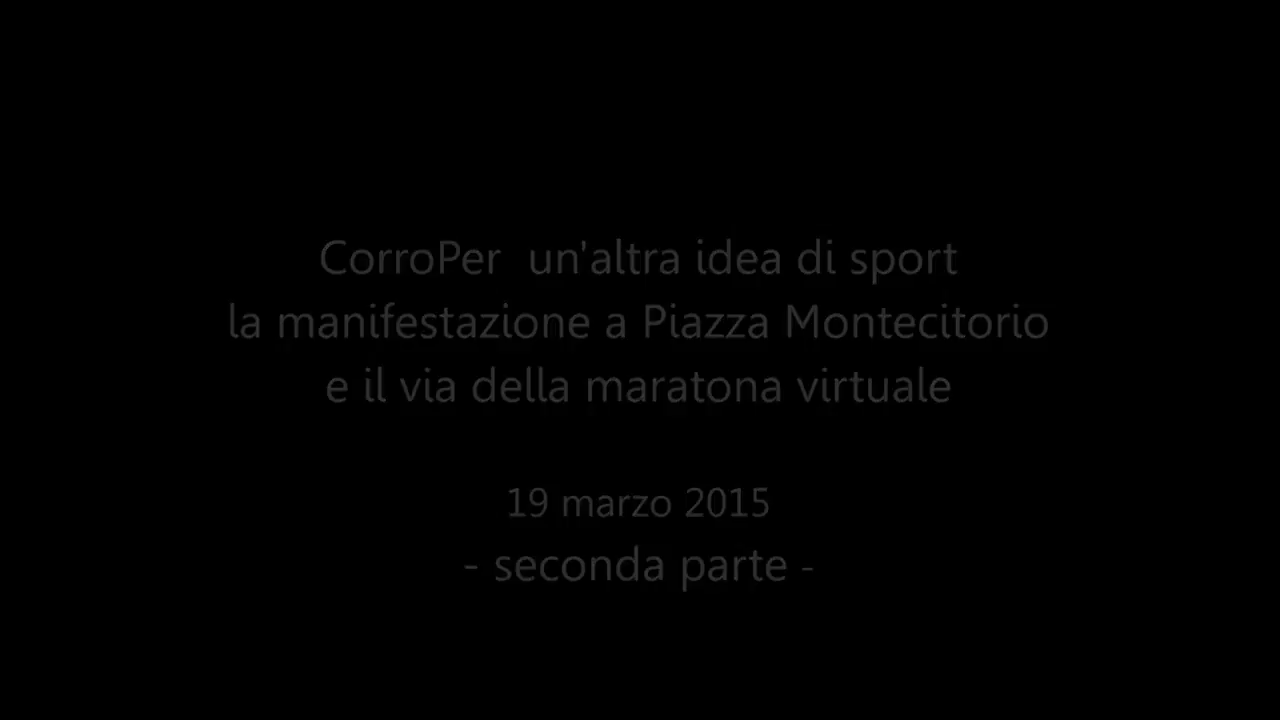 CorroPer  un'altra idea di sport
la manifestazione a Piazza Montecitorio
e il via della maratona virtuale
19 marzo 2015
- seconda parte -